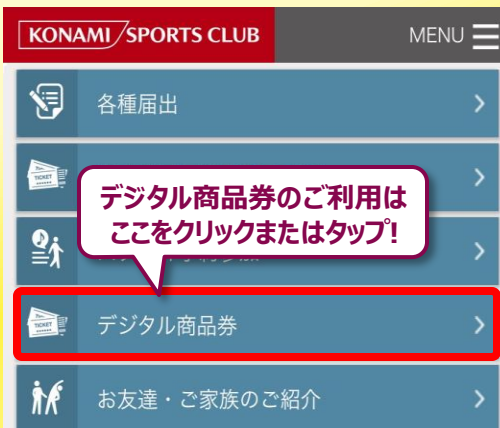 KONAMI SPORTS CLUB
MENU
各種届出
TICKET
デジタル商品券のご利用は
ここをクリックまたはタップ!
TICKET
デジタル商品券
お友達・ご家族のご紹介